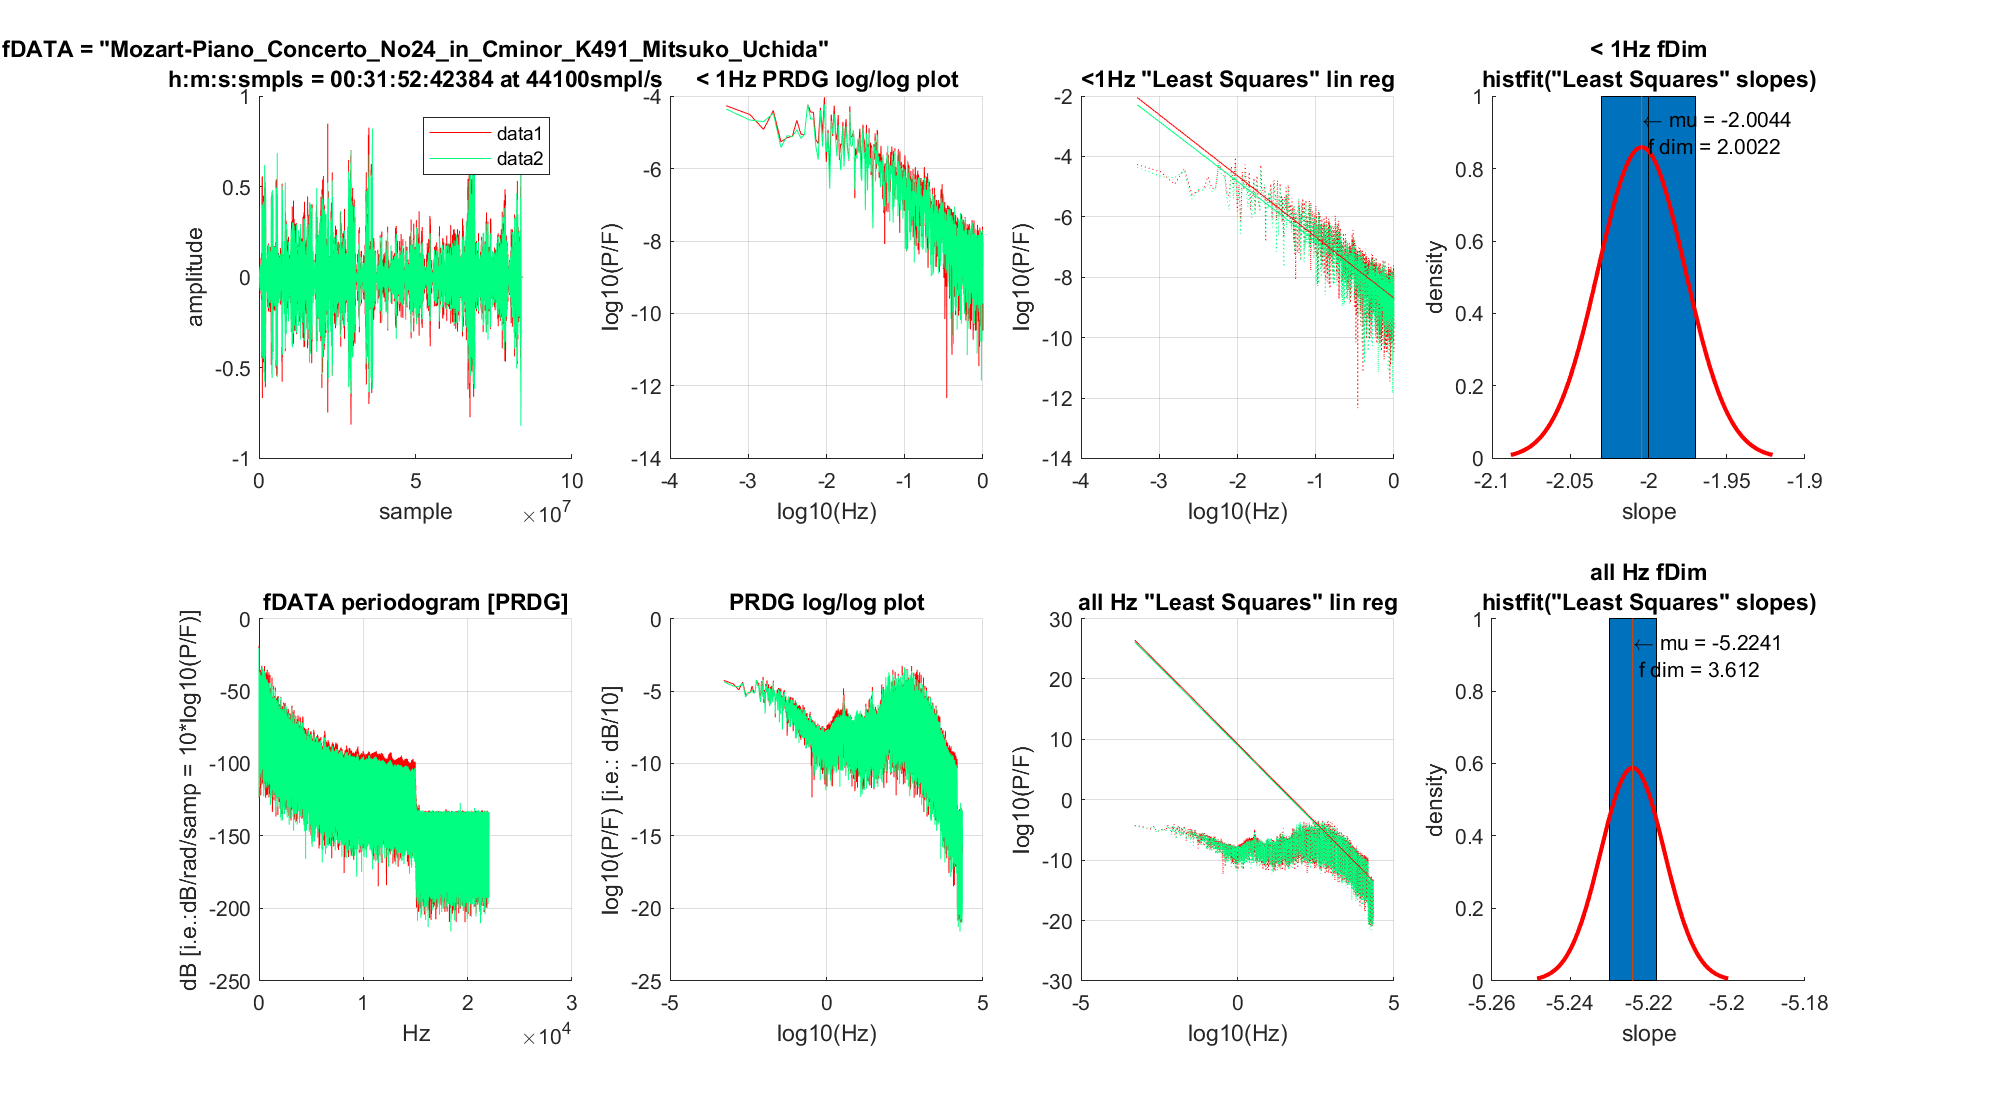 fDATA = "Mozart-Piano_Concerto_No24_in_Cminor_K491_Mitsuko_Uchida"
h:m:s:smpls = 00:31:52:42384 at 44100smpl/s
1
0.5
0
-0.5
-1
amplitude
data1
data2
0
5
10
sample
×10^7
< 1Hz PRDG log/log plot
-4
-6
-8
-10
-12
-14
log10(P/F)
-4
-3
-2
-1
0
log10(Hz)
<1Hz "Least Squares" lin reg
-2
-4
-6
-8
-10
-12
-14
log10(P/F)
-4
-3
-2
-1
0
log10(Hz)
< 1Hz fDim
histfit("Least Squares" slopes)
1
0.8
0.6
0.4
0.2
0
density
← mu = -2.0044
f dim = 2.0022
-2.1
-2.05
-2
-1.95
-1.9
slope
fDATA periodogram [PRDG]
0
-50
-100
-150
-200
-250
dB [i.e.:dB/rad/samp = 10*log10(P/F)]
0
1
2
3
Hz
×10^4
PRDG log/log plot
0
-5
-10
-15
-20
-25
log10(P/F) [i.e.: dB/10]
-5
0
5
log10(Hz)
all Hz "Least Squares" lin reg
30
20
10
0
-10
-20
-30
log10(P/F)
-5
0
5
log10(Hz)
all Hz fDim
histfit("Least Squares" slopes)
1
0.8
0.6
0.4
0.2
0
density
← mu = -5.2241
f dim = 3.612
-5.26
-5.24
-5.22
-5.2
-5.18
slope